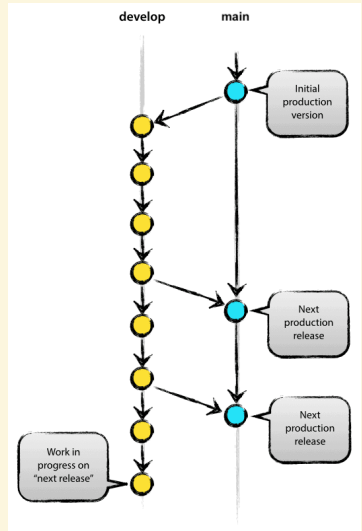 develop
main
Initial
production
version
Next
production
release
Next
production
release
Work in
progress on
“next release”